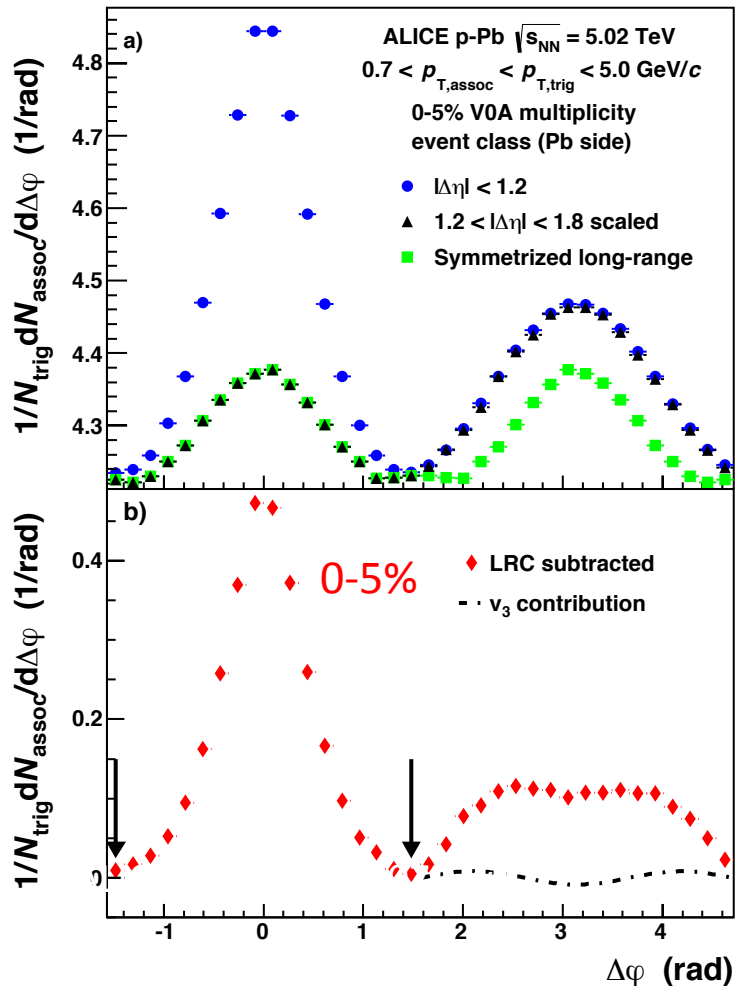 a)
ALICE p-Pb √sNN = 5.02 TeV
0.7 < pT,assoc < pT,trig < 5.0 GeV/c
0-5% V0A multiplicity
event class (Pb side)
|Δη| < 1.2
1.2 < |Δη| < 1.8 scaled
Symmetrized long-range
1/Ntrig dNassoc/dΔφ (1/rad)
4.8
4.7
4.6
4.5
4.4
4.3
b)
0-5%
LRC subtracted
v3 contribution
1/Ntrig dNassoc/dΔφ (1/rad)
0.4
0.2
0
-1 0 1 2 3 4
Δφ (rad)